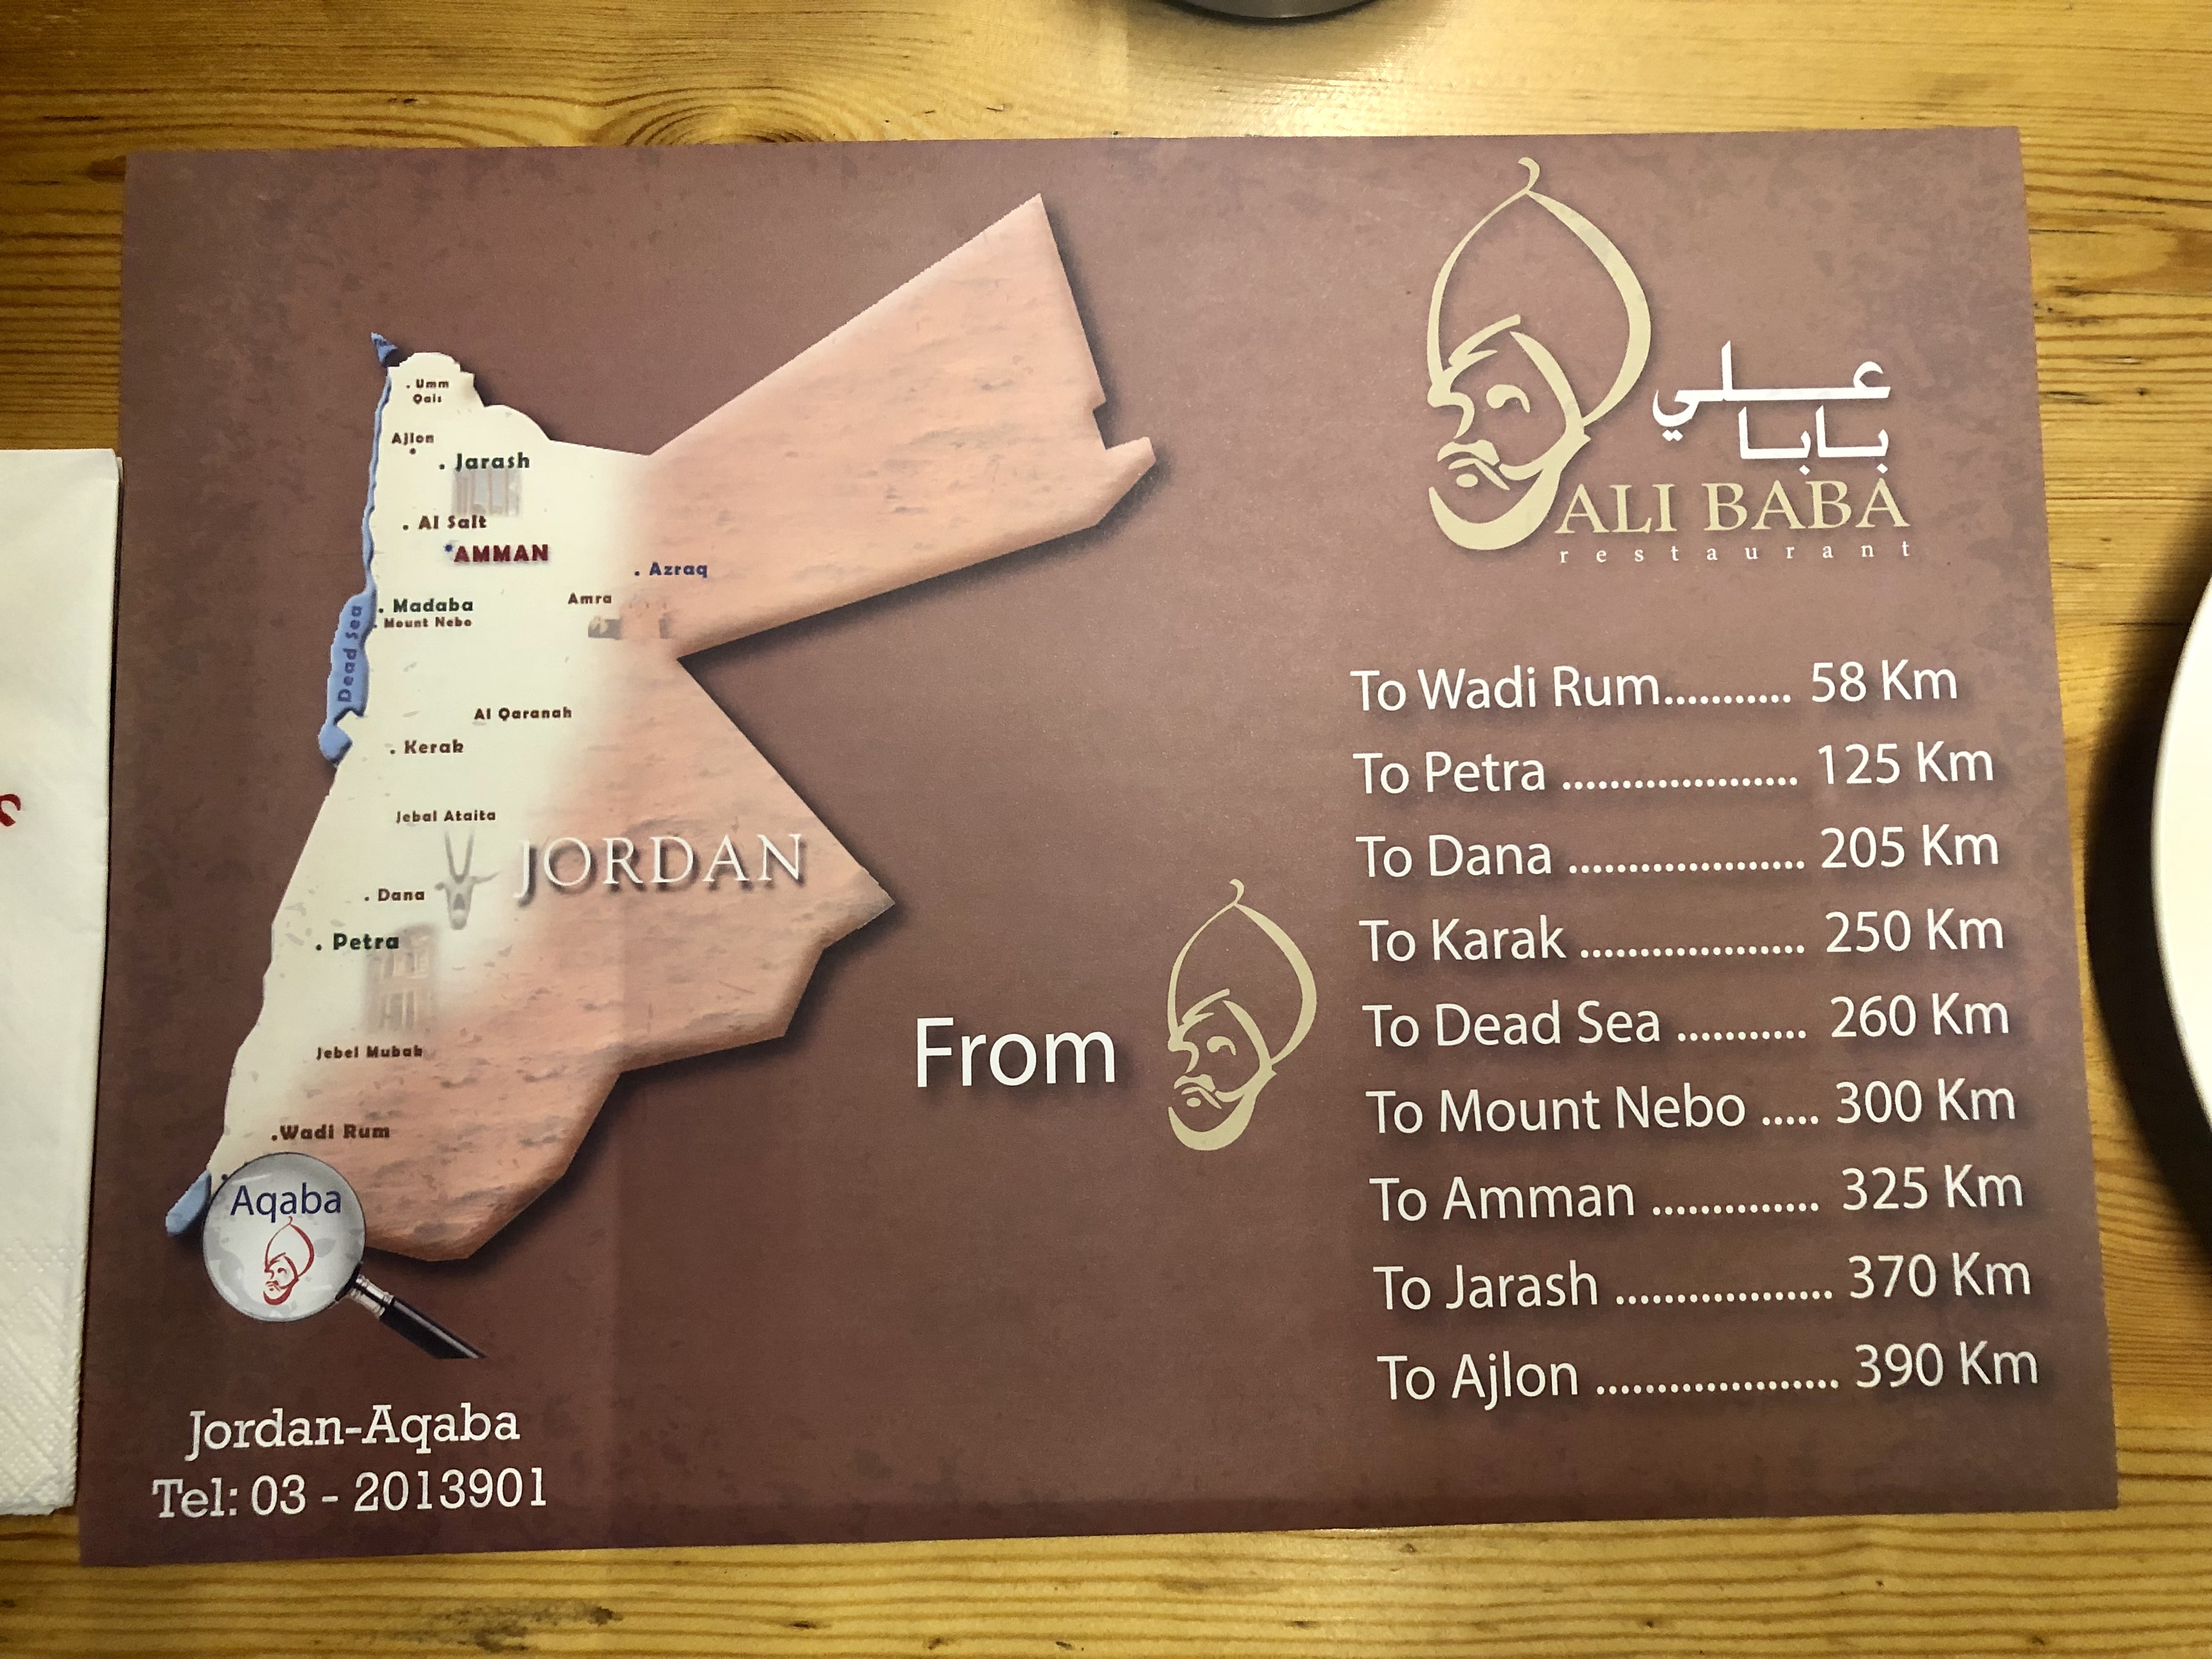 Umm
Qais
Ajlon
Jarash
Al Salt
AMMAN
Azraq
Amra
Madaba
Mount Nebo
Dead Sea
Al Qaranah
Kerak
Jebal Ataita
JORDAN
Dana
Petra
Jebel Mubak
Wadi Rum
Aqaba
Jordan-Aqaba
Tel: 03 - 2013901
علي
بابا
ALI BABA
restaurant
From
To Wadi Rum........... 58 Km
To Petra .................... 125 Km
To Dana .................... 205 Km
To Karak ................... 250 Km
To Dead Sea ........... 260 Km
To Mount Nebo ..... 300 Km
To Amman .............. 325 Km
To Jarash .................. 370 Km
To Ajlon .................... 390 Km